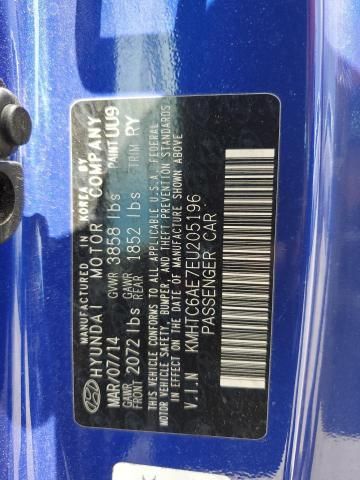 MANUFACTURED IN KOREA BY
HYUNDAI MOTOR COMPANY
MAR/07/14 GVWR 3858 lbs PAINT UU9
GAWR FRONT 2072 lbs GAWR REAR 1852 lbs TRIM RY
THIS VEHICLE CONFORMS TO ALL APPLICABLE U.S.A. FEDERAL
MOTOR VEHICLE SAFETY, BUMPER, AND THEFT PREVENTION
STANDARDS IN EFFECT ON THE DATE OF MANUFACTURE SHOWN ABOVE
V.I.N KMHTC6AE7EU205196
PASSENGER CAR